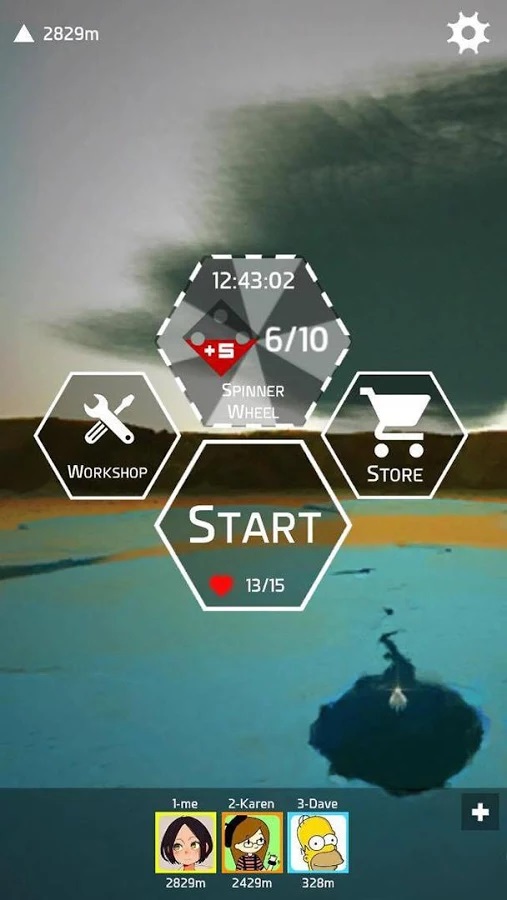 2829m
12:43:02
+5
6/10
SPINNER
WHEEL
WORKSHOP
STORE
START
13/15
1-me
2-Karen
3-Dave
2829m
2429m
328m